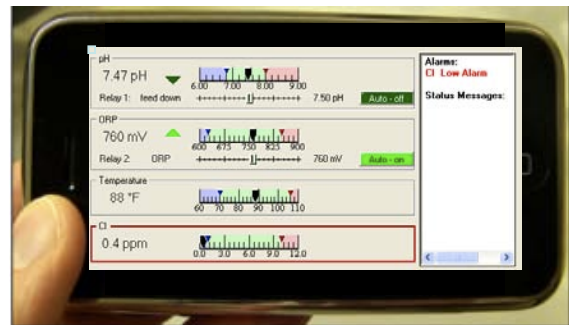 pH
7.47 pH
6.00 7.00 8.00 9.00
Relay 1: feed down
7.50 pH
Auto - off
ORP
760 mV
600 675 750 825 900
Relay 2: ORP
760 mV
Auto - on
Temperature
88 °F
60 70 80 90 100 110
Cl
0.4 ppm
0.0 3.0 6.0 9.0 12.0
Alarms:
Cl Low Alarm
Status Messages: